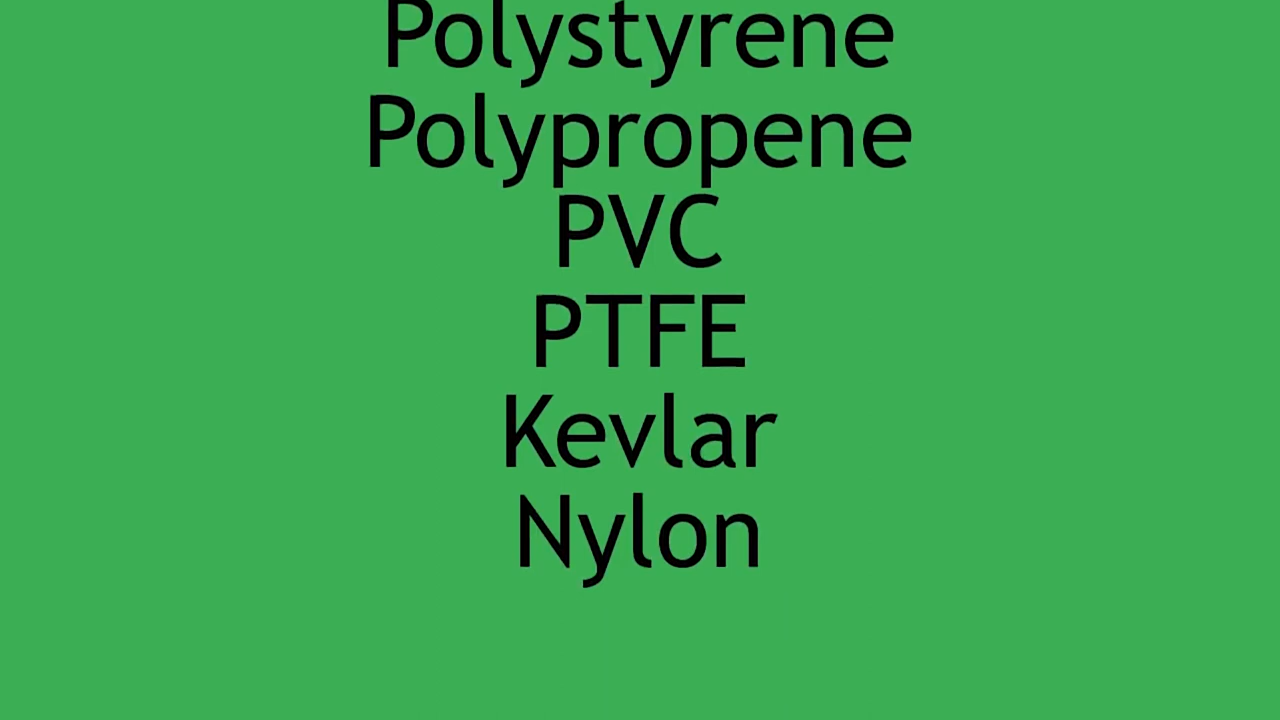 Polystyrene
Polypropene
PVC
PTFE
Kevlar
Nylon